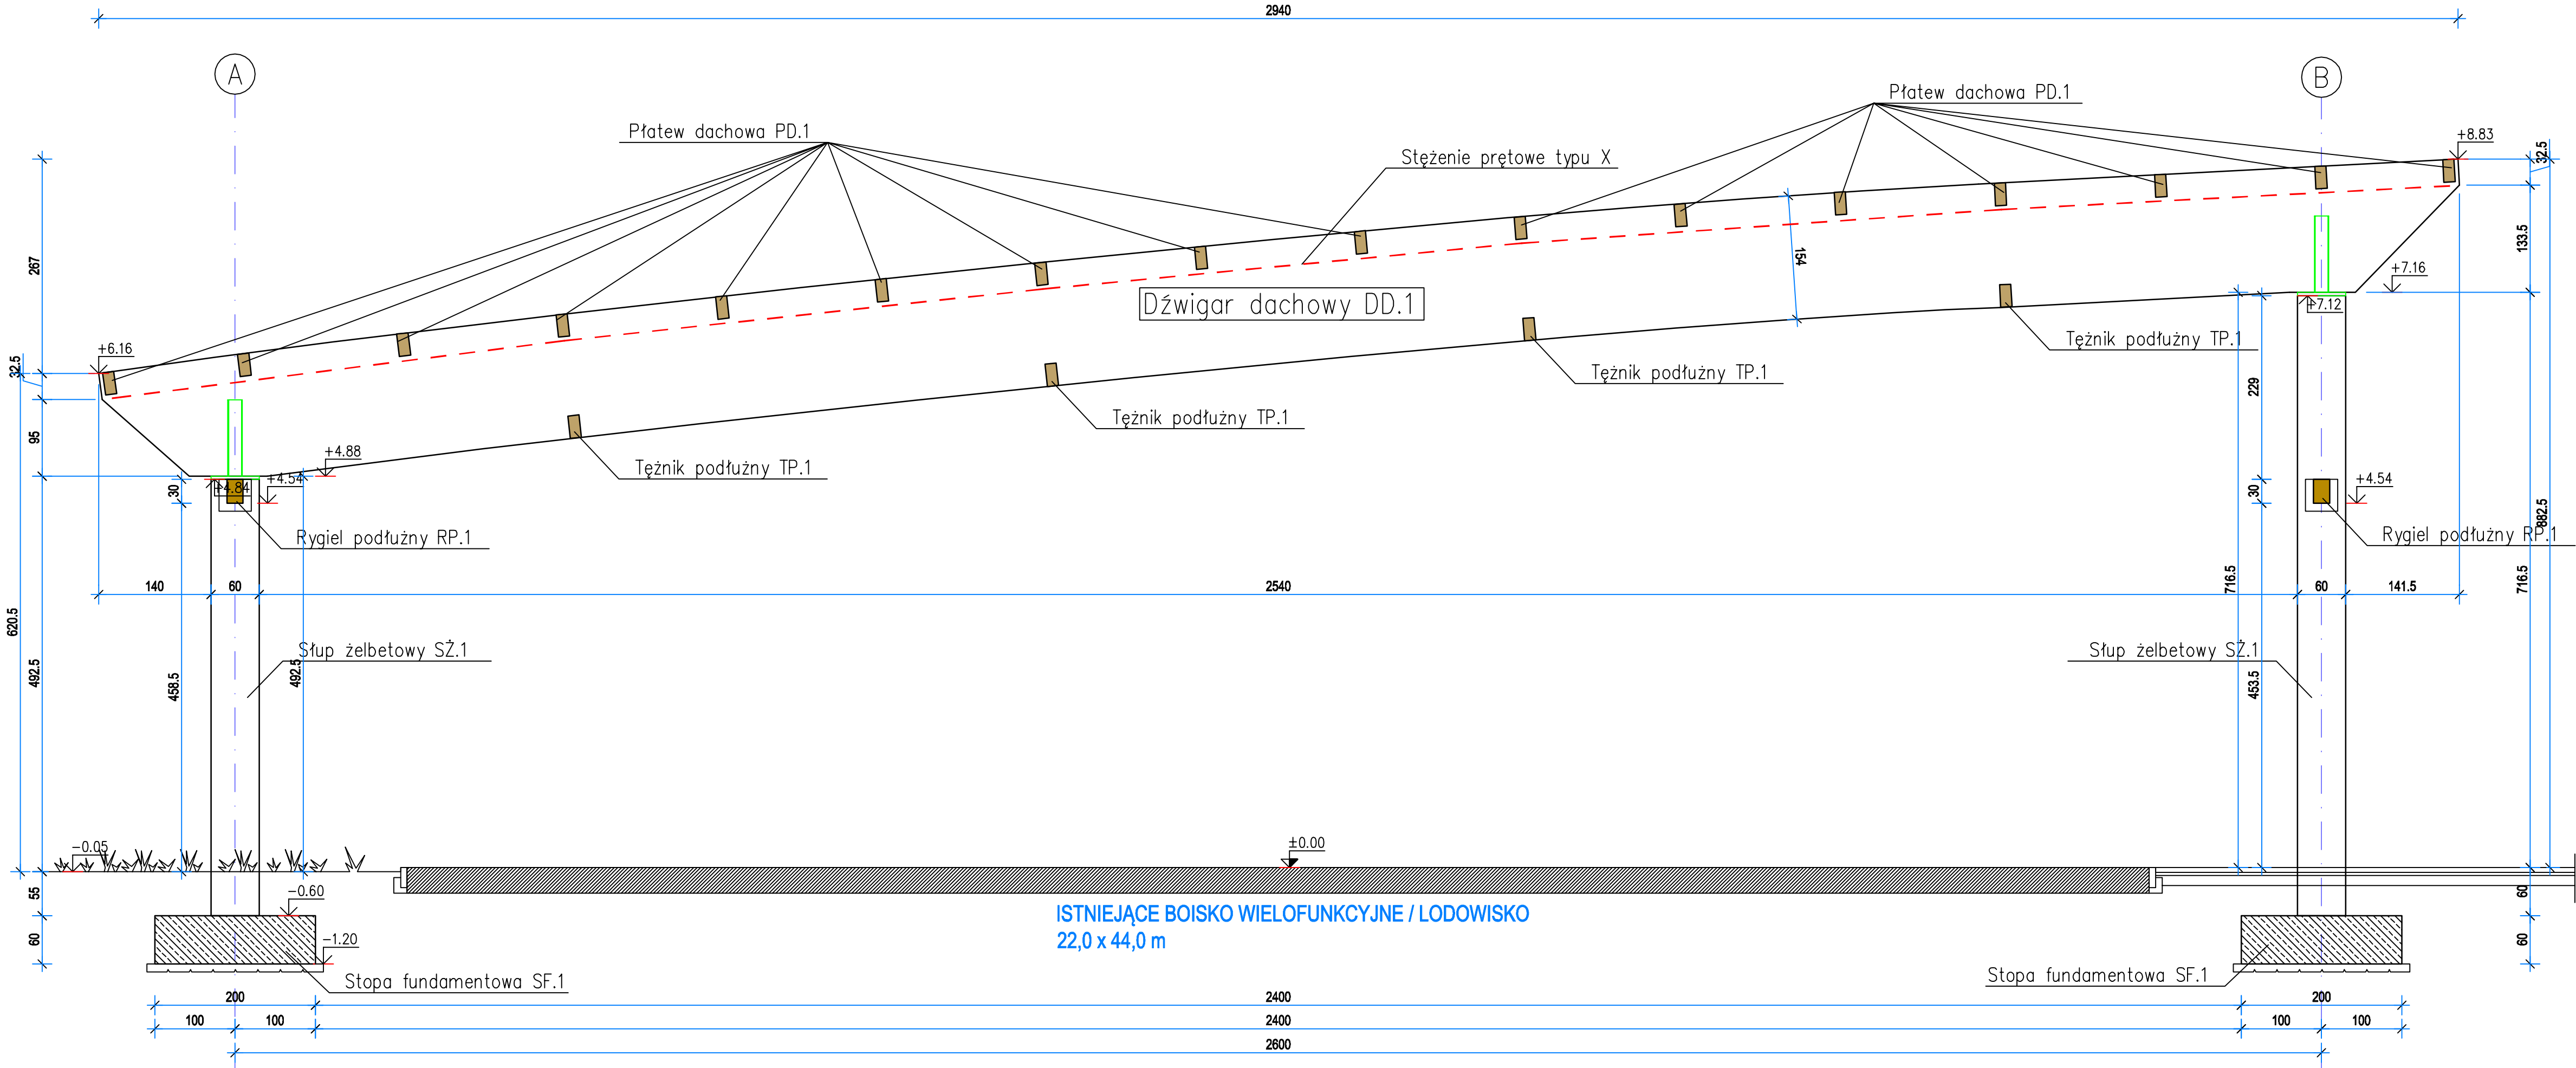 2940
A
B
Płatew dachowa PD.1
Płatew dachowa PD.1
Stężenie prętowe typu X
+8.83
32.5
267
133.5
154
+7.16
Dźwigar dachowy DD.1
+7.12
Tężnik podłużny TP.1
+6.16
32.5
Tężnik podłużny TP.1
229
95
Tężnik podłużny TP.1
+4.88
Tężnik podłużny TP.1
+4.84
+4.54
30
30
+4.54
882.5
Rygiel podłużny RP.1
Rygiel podłużny RP.1
140
60
2540
60
141.5
716.5
716.5
620.5
Słup żelbetowy SŻ.1
Słup żelbetowy SŻ.1
492.5
458.5
492.5
453.5
-0.05
±0.00
55
-0.60
60
ISTNIEJĄCE BOISKO WIELOFUNKCYJNE / LODOWISKO
22,0 x 44,0 m
60
-1.20
60
Stopa fundamentowa SF.1
Stopa fundamentowa SF.1
200
2400
200
100
100
2400
100
100
2600